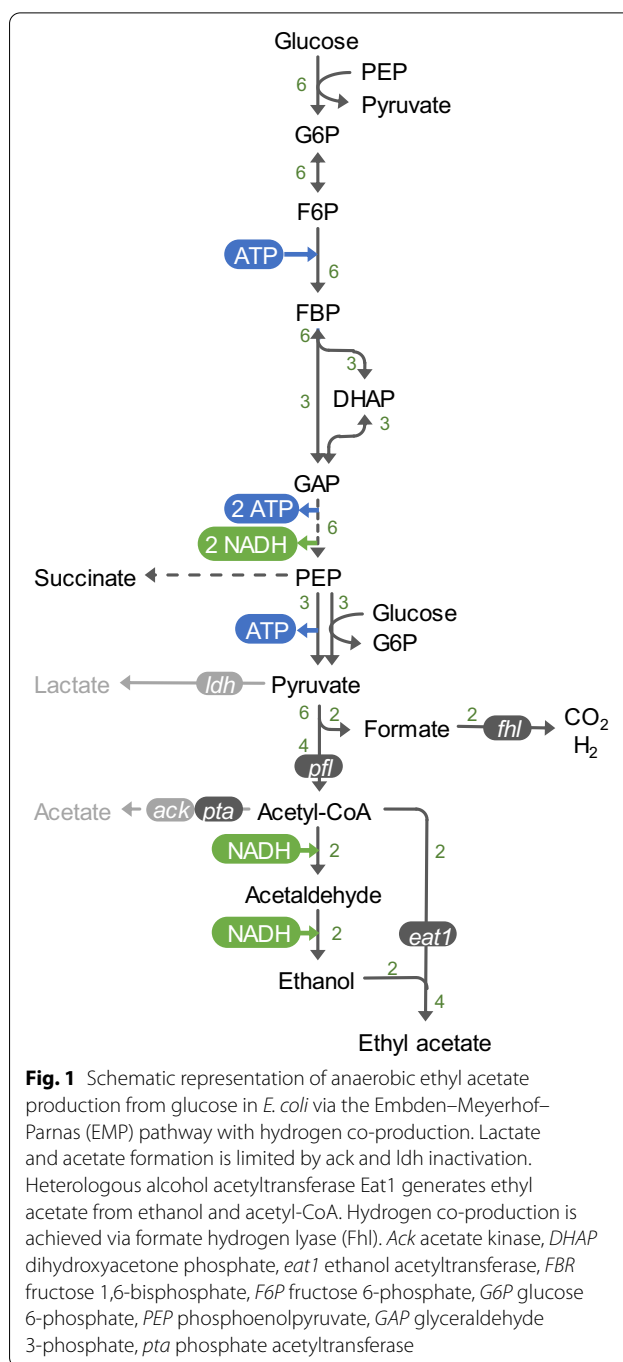 Glucose
PEP
6
Pyruvate
G6P
6
F6P
ATP
6
FBP
6
3
DHAP
3
3
GAP
2 ATP
6
2 NADH
Succinate
PEP
3
3
Glucose
ATP
G6P
Lactate
ldh
Pyruvate
6
2
2
CO2
Formate
fhl
4
H2
pfl
Acetate
ack
pta
Acetyl-CoA
NADH
2
2
Acetaldehyde
NADH
2
eat1
Ethanol
2
4
Ethyl acetate
Fig. 1 Schematic representation of anaerobic ethyl acetate
production from glucose in E. coli via the Embden–Meyerhof–
Parnas (EMP) pathway with hydrogen co-production. Lactate
and acetate formation is limited by ack and ldh inactivation.
Heterologous alcohol acetyltransferase Eat1 generates ethyl
acetate from ethanol and acetyl-CoA. Hydrogen co-production is
achieved via formate hydrogen lyase (Fhl). Ack acetate kinase, DHAP
dihydroxyacetone phosphate, eat1 ethanol acetyltransferase, FBR
fructose 1,6-bisphosphate, F6P fructose 6-phosphate, G6P glucose
6-phosphate, PEP phosphoenolpyruvate, GAP glyceraldehyde
3-phosphate, pta phosphate acetyltransferase